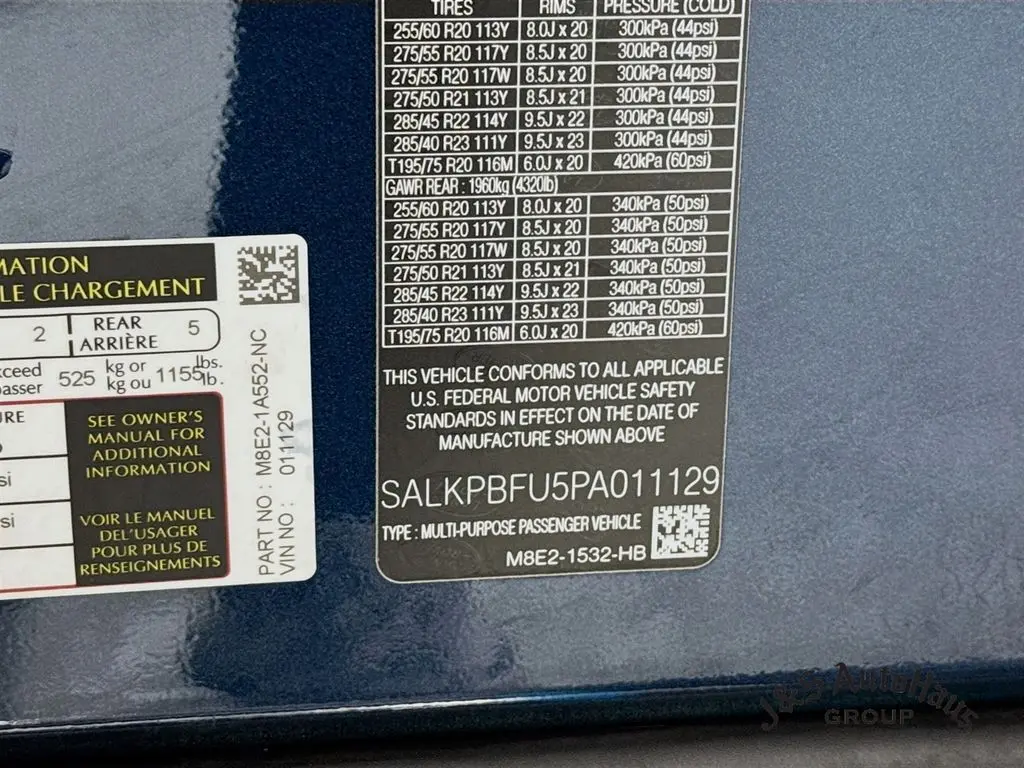 TIRES RIMS PRESSURE (COLD)
255/60 R20 113Y 8.0J x 20 300kPa (44psi)
275/55 R20 117Y 8.5J x 20 300kPa (44psi)
275/55 R20 117W 8.5J x 20 300kPa (44psi)
275/50 R21 113Y 8.5J x 21 300kPa (44psi)
285/45 R22 114Y 9.5J x 22 300kPa (44psi)
285/40 R23 111Y 9.5J x 23 300kPa (44psi)
T195/75 R20 116M 6.0J x 20 420kPa (60psi)
GAWR REAR : 1960kg (4320lb)
255/60 R20 113Y 8.0J x 20 340kPa (50psi)
275/55 R20 117Y 8.5J x 20 340kPa (50psi)
275/55 R20 117W 8.5J x 20 340kPa (50psi)
275/50 R21 113Y 8.5J x 21 340kPa (50psi)
285/45 R22 114Y 9.5J x 22 340kPa (50psi)
285/40 R23 111Y 9.5J x 23 340kPa (50psi)
T195/75 R20 116M 6.0J x 20 420kPa (60psi)
THIS VEHICLE CONFORMS TO ALL APPLICABLE
U.S. FEDERAL MOTOR VEHICLE SAFETY
STANDARDS IN EFFECT ON THE DATE OF
MANUFACTURE SHOWN ABOVE
SALKPBFU5PA011129
TYPE : MULTI-PURPOSE PASSENGER VEHICLE
M8E2-1532-HB
MATION
LE CHARGEMENT
2 REAR 5
ARRIÈRE
xceed 525 kg or 1155 lbs.
passer kg ou lb.
URE
si
si
SEE OWNER'S
MANUAL FOR
ADDITIONAL
INFORMATION
VOIR LE MANUEL
DEL'USAGER
POUR PLUS DE
RENSEIGNEMENTS
PART NO : M8E2-1A552-NC
VIN NO : 011129
J&S AutoHaus
GROUP